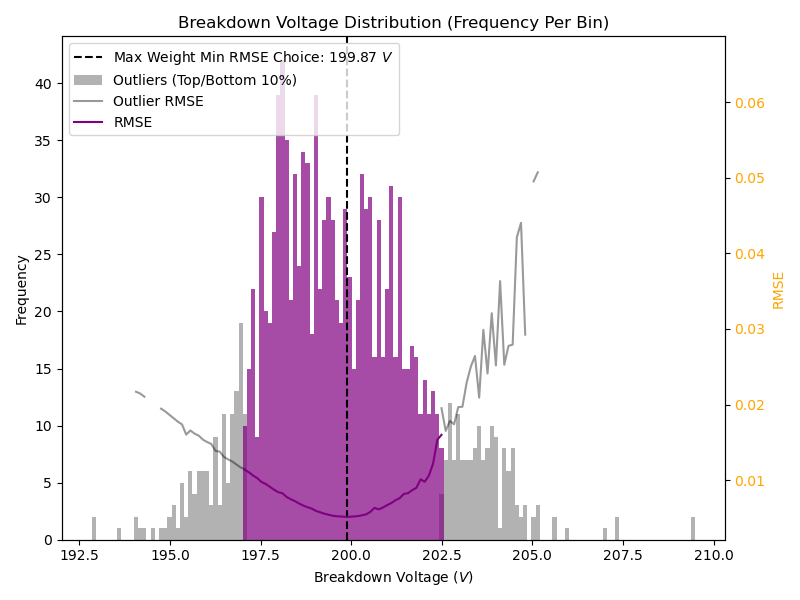 Breakdown Voltage Distribution (Frequency Per Bin)
Max Weight Min RMSE Choice: 199.87 V
Outliers (Top/Bottom 10%)
Outlier RMSE
RMSE
40
35
30
25
20
15
10
5
0
Frequency
0.06
0.05
0.04
0.03
0.02
0.01
RMSE
192.5 195.0 197.5 200.0 202.5 205.0 207.5 210.0
Breakdown Voltage (V)